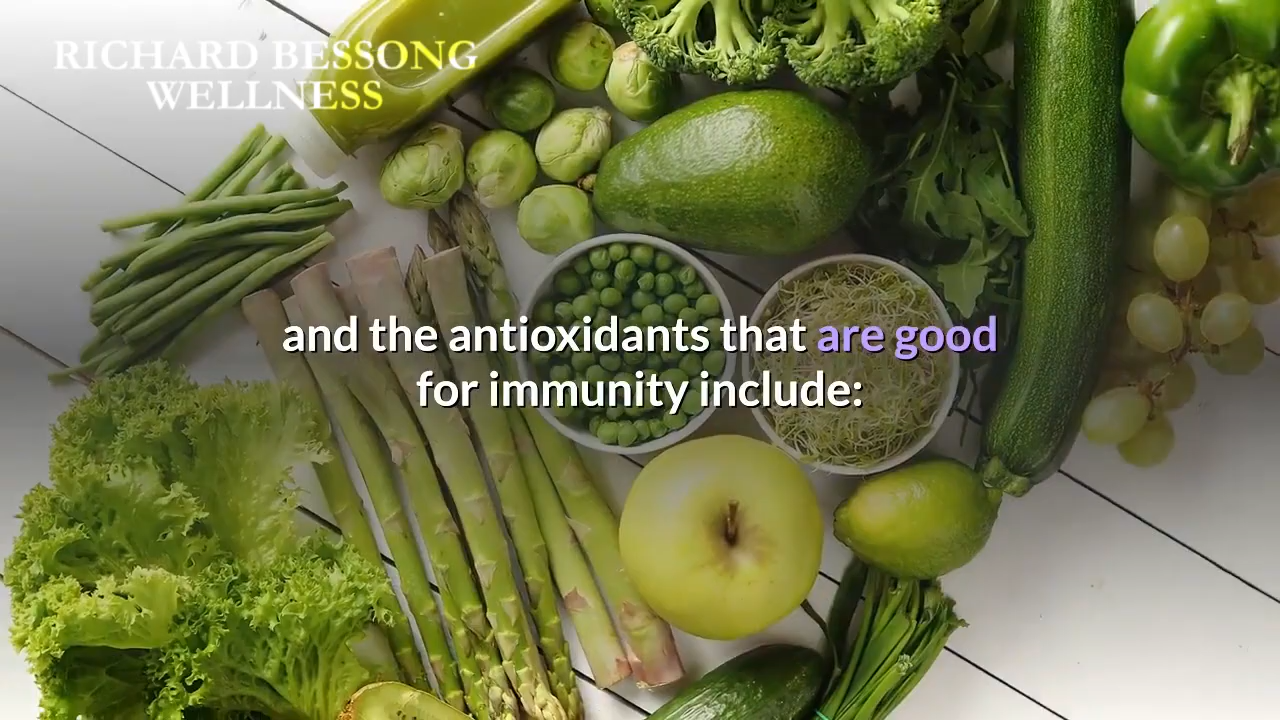 RICHARD BESSONG
WELLNESS
and the antioxidants that are good
for immunity include: